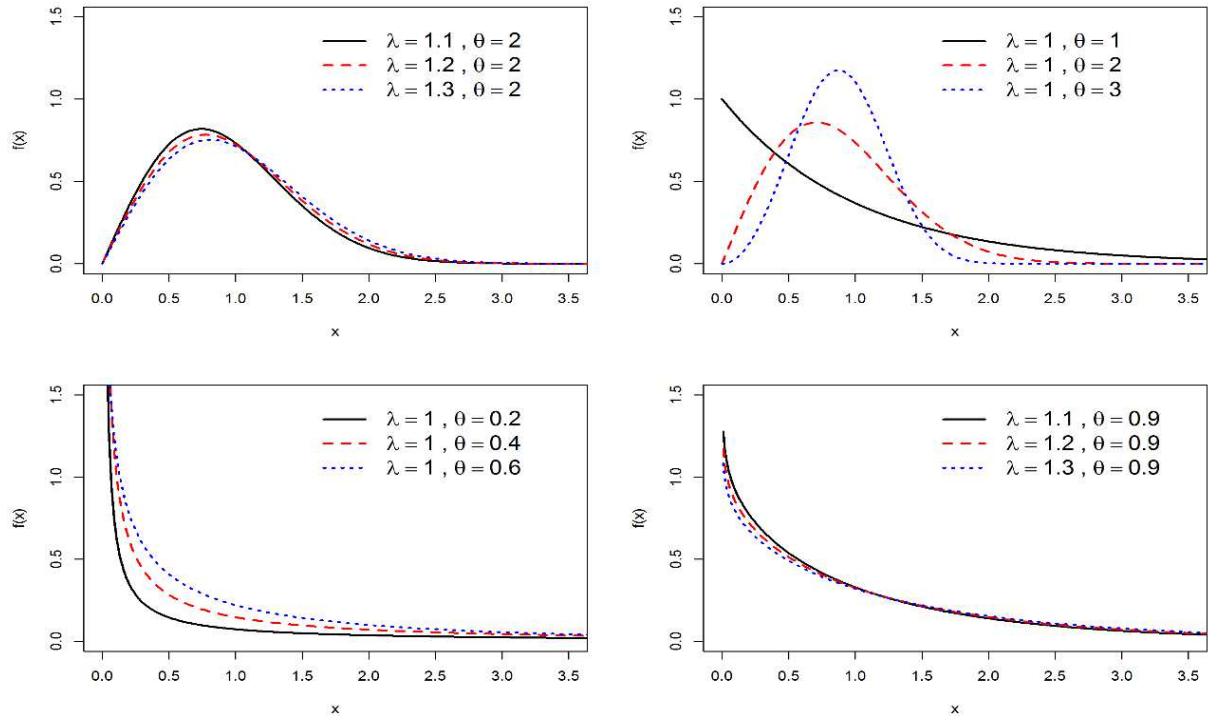 λ = 1.1 , θ = 2
λ = 1.2 , θ = 2
λ = 1.3 , θ = 2
f(x)
0.0 0.5 1.0 1.5
0.0 0.5 1.0 1.5 2.0 2.5 3.0 3.5
x
λ = 1 , θ = 1
λ = 1 , θ = 2
λ = 1 , θ = 3
f(x)
0.0 0.5 1.0 1.5
0.0 0.5 1.0 1.5 2.0 2.5 3.0 3.5
x
λ = 1 , θ = 0.2
λ = 1 , θ = 0.4
λ = 1 , θ = 0.6
f(x)
0.0 0.5 1.0 1.5
0.0 0.5 1.0 1.5 2.0 2.5 3.0 3.5
x
λ = 1.1 , θ = 0.9
λ = 1.2 , θ = 0.9
λ = 1.3 , θ = 0.9
f(x)
0.0 0.5 1.0 1.5
0.0 0.5 1.0 1.5 2.0 2.5 3.0 3.5
x